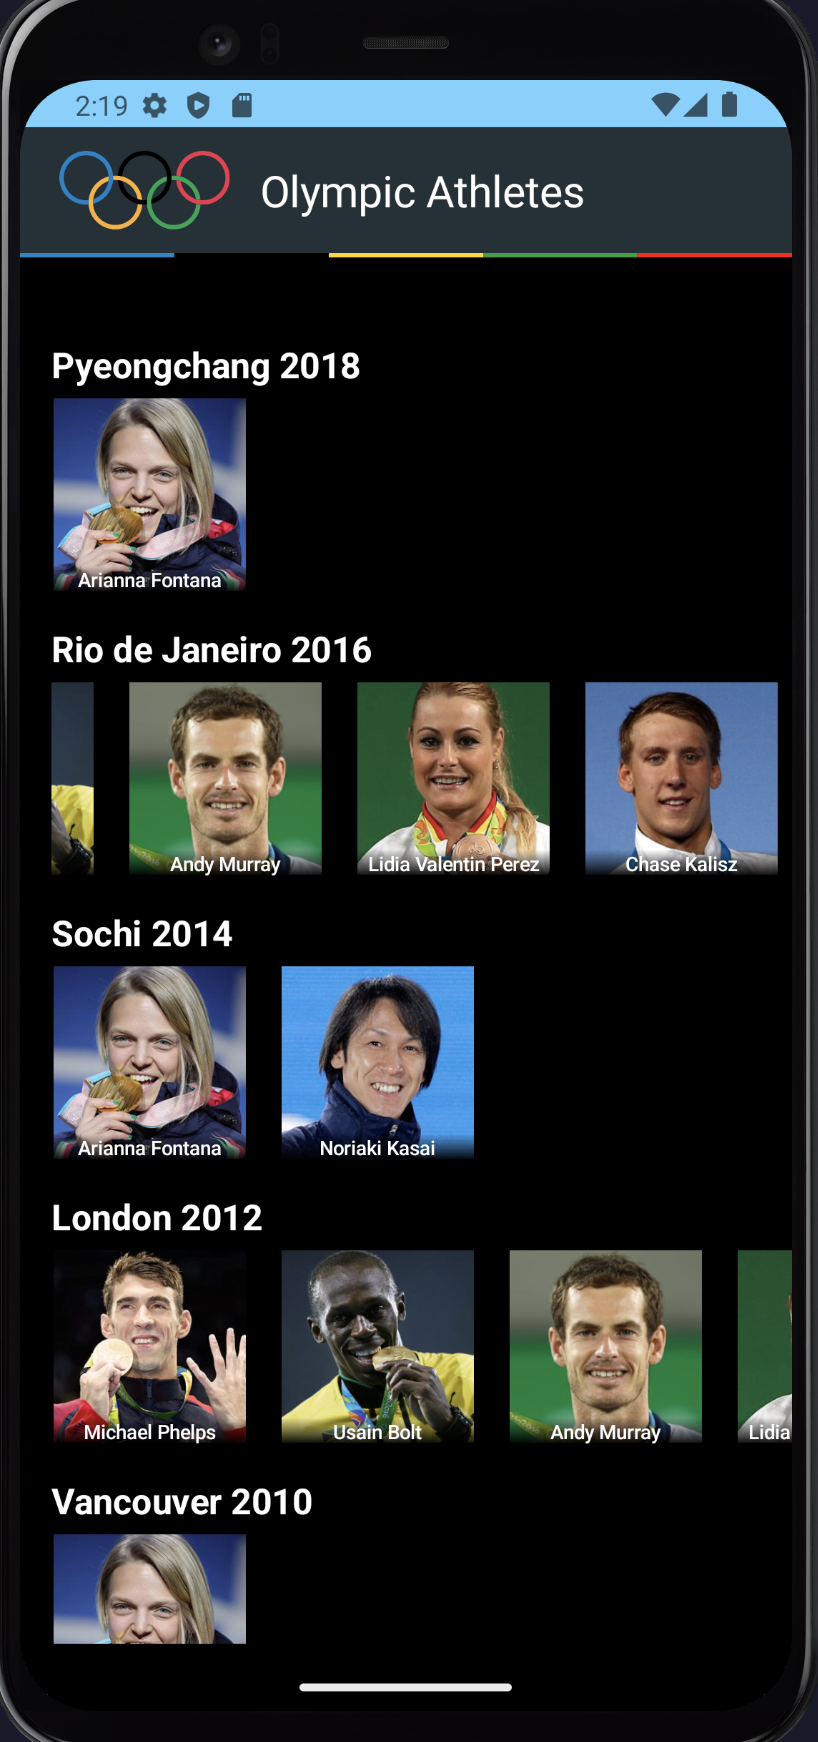 2:19
Olympic Athletes
Pyeongchang 2018
Arianna Fontana
Rio de Janeiro 2016
Andy Murray
Lidia Valentin Perez
Chase Kalisz
Sochi 2014
Arianna Fontana
Noriaki Kasai
London 2012
Michael Phelps
Usain Bolt
Andy Murray
Lidia
Vancouver 2010